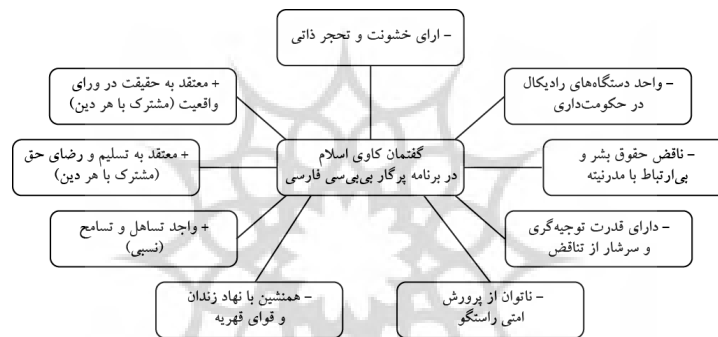 - ارای خشونت و تحجر ذاتی
+ معتقد به حقیقت در ورای
واقعیت (مشترک با هر دین)
- واحد دستگاه‌های رادیکال
در حکومت‌داری
+ معتقد به تسلیم و رضای حق
(مشترک با هر دین)
گفتمان کاوی اسلام
در برنامه پرگار بی‌بی‌سی فارسی
- ناقض حقوق بشر و
بی‌ارتباط با مدرنیته
+ واجد تساهل و تسامح
(نسبی)
- دارای قدرت توجیه‌گری
و سرشار از تناقض
- همنشین با نهاد زندان
و قوای قهریه
- ناتوان از پرورش
امتی راستگو